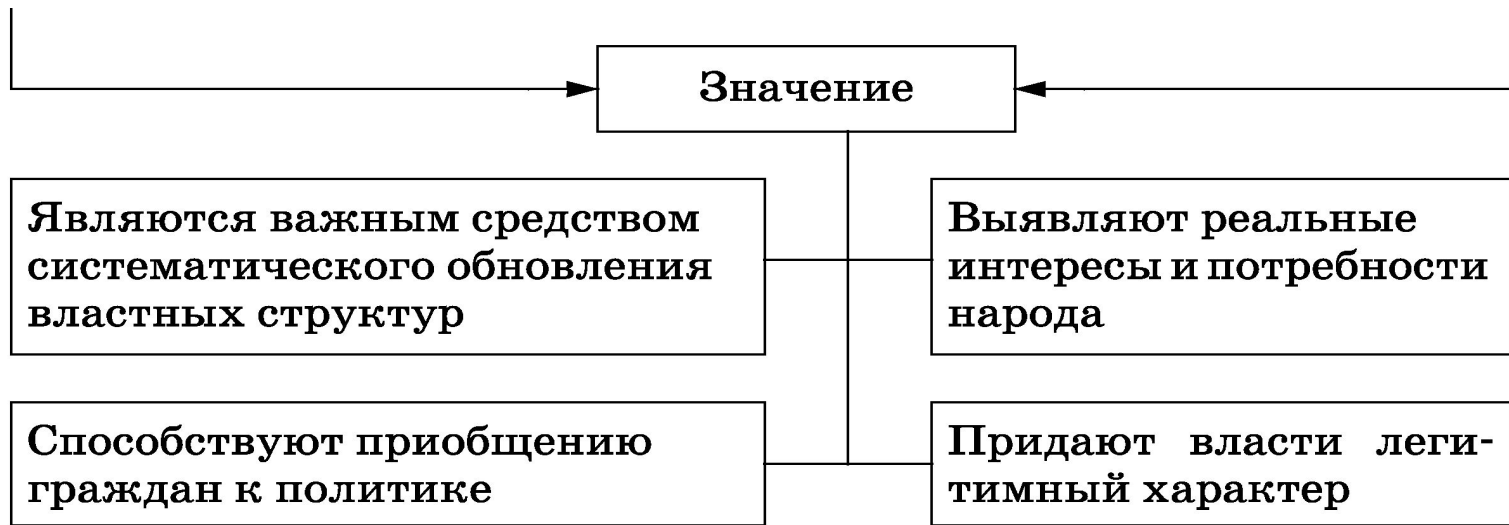 Значение
Являются важным средством
систематического обновления
властных структур
Выявляют реальные
интересы и потребности
народа
Способствуют приобщению
граждан к политике
Придают власти леги-
тимный характер